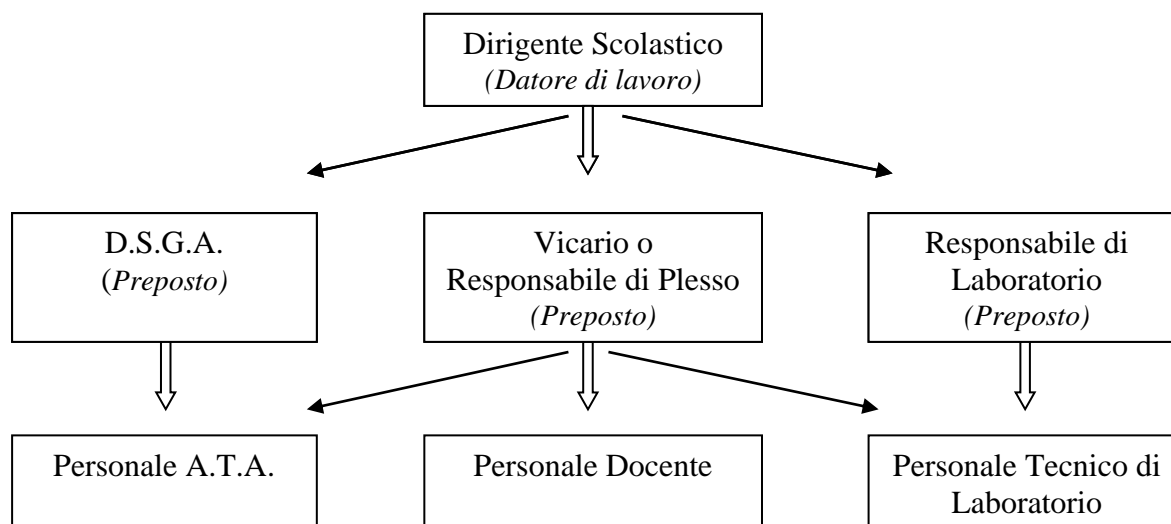 Dirigente Scolastico
(Datore di lavoro)
D.S.G.A.
(Preposto)
Vicario o
Responsabile di Plesso
(Preposto)
Responsabile di
Laboratorio
(Preposto)
Personale A.T.A.
Personale Docente
Personale Tecnico di
Laboratorio